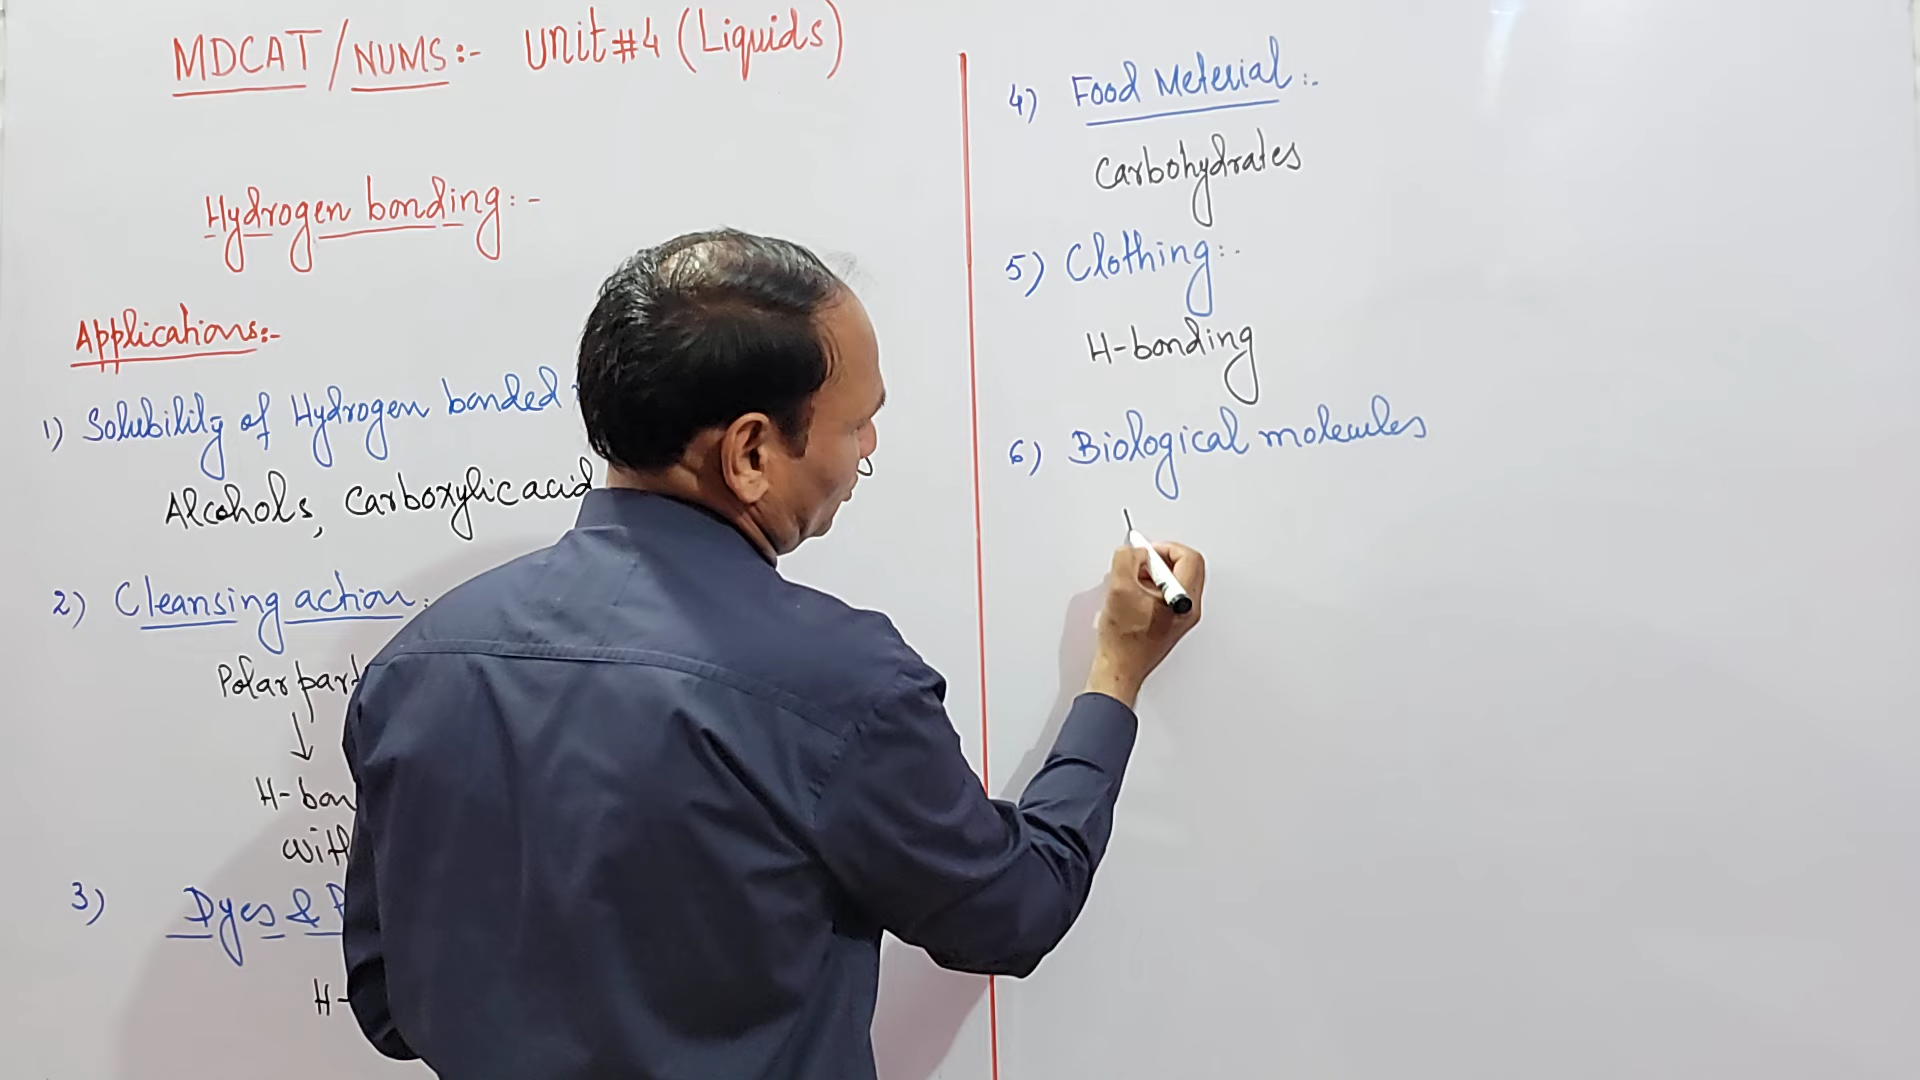 MDCAT/NUMS:- Unit#4 (Liquids)
Hydrogen bonding:-
Applications:-
1) Solubility of Hydrogen bonded
Alcohols, Carboxylic acid
2) Cleansing action:
Polar part
↓
H-bon
with
3) Dyes &
H-
4) Food Meterial:-
Carbohydrates
5) Clothing:-
H-bonding
6) Biological molecules